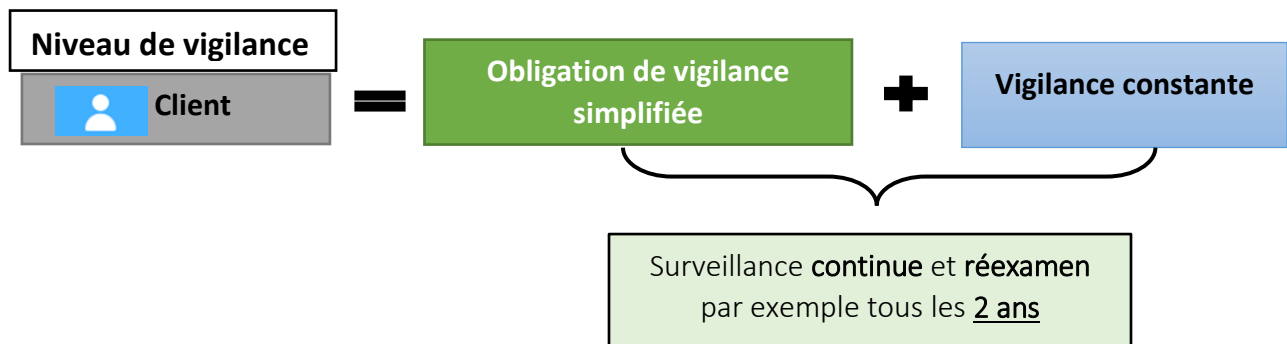 Niveau de vigilance
Client
=
Obligation de vigilance
simplifiée
+
Vigilance constante
Surveillance continue et réexamen
par exemple tous les 2 ans